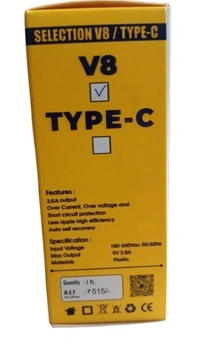 SELECTION V8 / TYPE-C
V8
TYPE-C
Features :
3.6A output
Over Current, Over voltage and
Short circuit protection
Less ripple high efficiency
Auto self recovery
Specification :
Input Voltage 100-240Vac 50/60Hz
Max Output 5V 3.6A
Materials Plastic
Quantity : 1 Pc.
M.R.P. ₹ 515/-